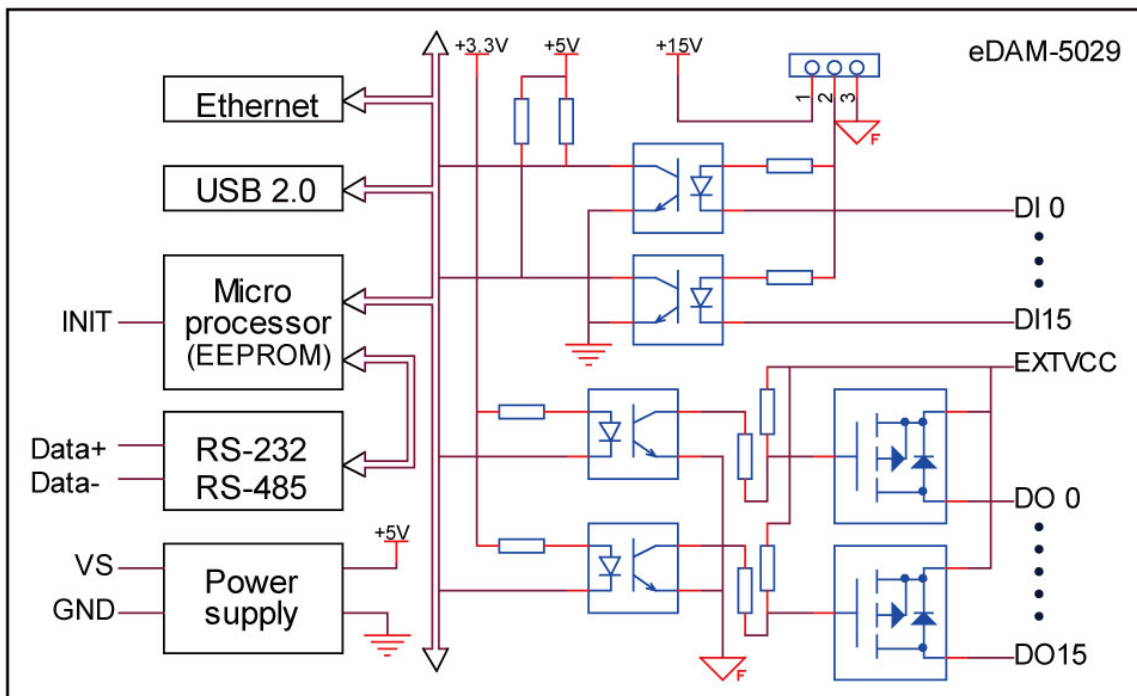 eDAM-5029
+3.3V
+5V
+15V
1
2
3
F
Ethernet
USB 2.0
DI 0
Micro
processor
(EEPROM)
INIT
DI15
EXTVCC
RS-232
RS-485
Data+
Data-
DO 0
+5V
VS
GND
Power
supply
F
DO15